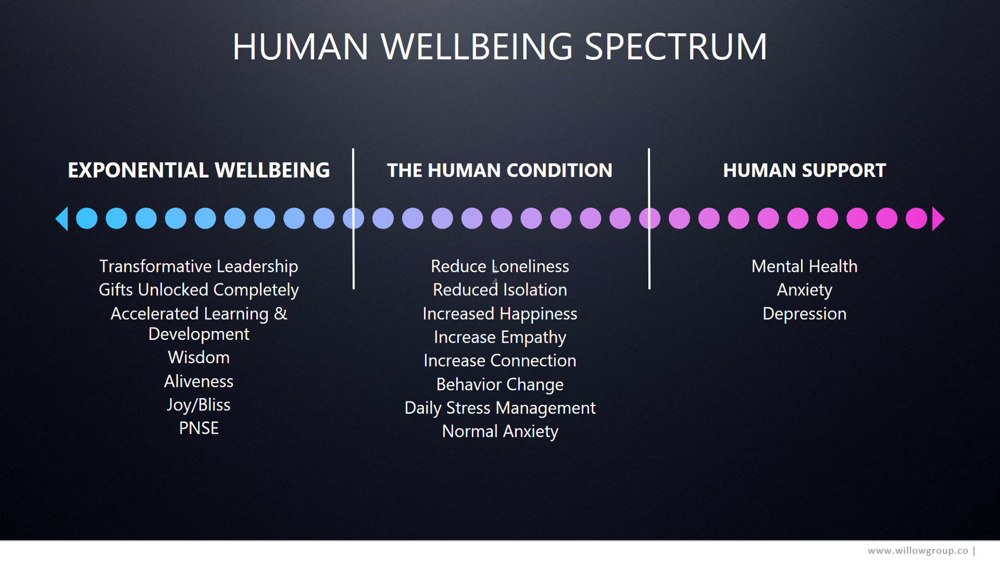 HUMAN WELLBEING SPECTRUM
EXPONENTIAL WELLBEING
Transformative Leadership
Gifts Unlocked Completely
Accelerated Learning &
Development
Wisdom
Aliveness
Joy/Bliss
PNSE
THE HUMAN CONDITION
Reduce Loneliness
Reduced Isolation
Increased Happiness
Increase Empathy
Increase Connection
Behavior Change
Daily Stress Management
Normal Anxiety
2
4
HUMAN SUPPORT
Mental Health
Anxiety
Depression
www.willowgroup.co |